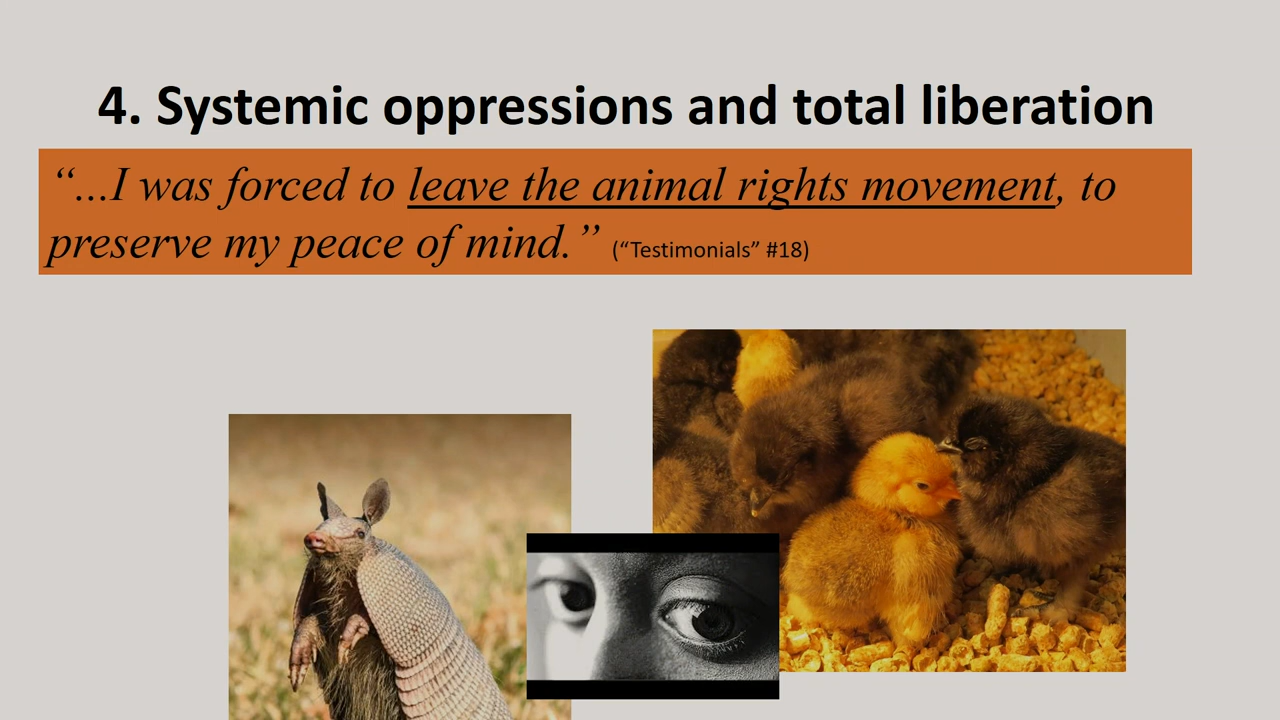 4. Systemic oppressions and total liberation
“...I was forced to leave the animal rights movement, to
preserve my peace of mind.” (“Testimonials” #18)